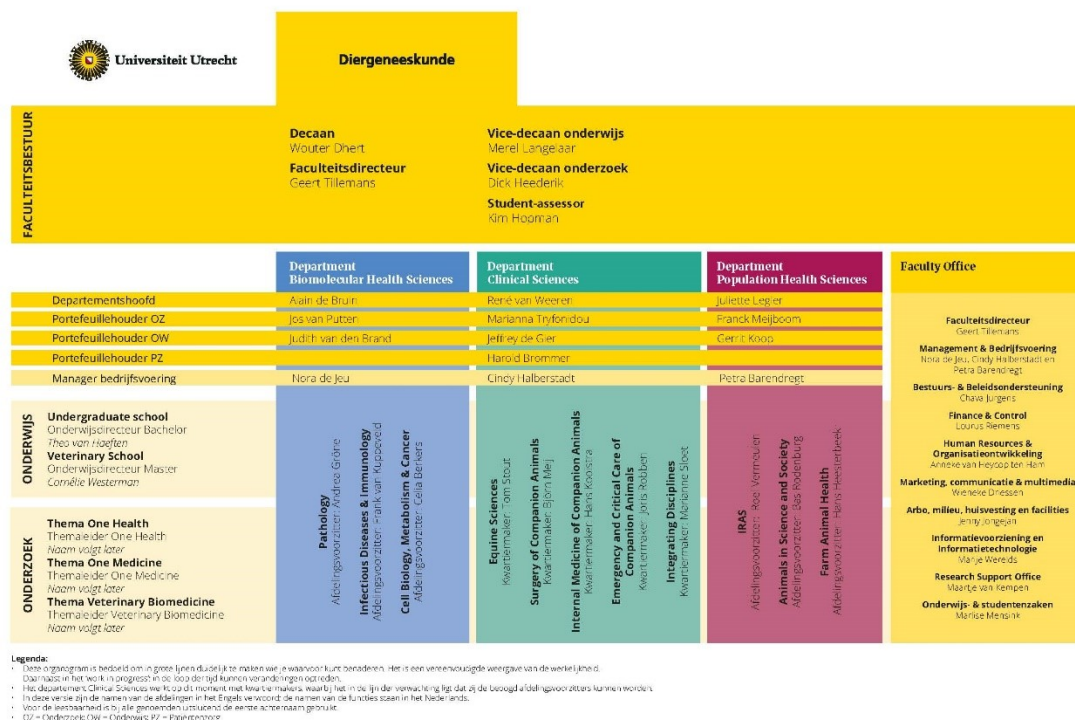 Universiteit Utrecht
Diergeneeskunde
FACULTEITSBESTUUR
Decaan
Wouter Dhert
Faculteitsdirecteur
Geert Tillemans
Vice-decaan onderwijs
Merel Langelaar
Vice-decaan onderzoek
Dick Heederik
Student-assessor
Kim Hopman
Department
Biomolecular Health Sciences
Department
Clinical Sciences
Department
Population Health Sciences
Faculty Office
Departementshoofd
Alain de Bruin
René van Weeren
Juliette Legler
Portefeuillehouder OZ
Jos van Putten
Marianna Tryfonidou
Franck Meijboom
Portefeuillehouder OW
Judith van den Brand
Jeffrey de Gier
Gerrit Koop
Portefeuillehouder PZ
Harold Brommer
Manager bedrijfsvoering
Nora de Jeu
Cindy Halberstadt
Petra Barendregt
ONDERWIJS
Undergraduate school
Onderwijsdirecteur Bachelor
Theo van Haeften
Veterinary School
Onderwijsdirecteur Master
Cornélie Westerman
ONDERZOEK
Thema One Health
Themaleider One Health
Naam volgt later
Thema One Medicine
Themaleider One Medicine
Naam volgt later
Thema Veterinary Biomedicine
Themaleider Veterinary Biomedicine
Naam volgt later
Pathology
Afdelingsvoorzitter: Andrea Gröne
Infectious Diseases & Immunology
Afdelingsvoorzitter: Frank van Kuppeveld
Cell Biology, Metabolism & Cancer
Afdelingsvoorzitter: Celia Berkers
Equine Sciences
Kwartiermaker: Tom Stout
Surgery of Companion Animals
Kwartiermaker: Björn Meij
Internal Medicine of Companion Animals
Kwartiermaker: Hans Kooistra
Emergency and Critical Care of
Companion Animals
Kwartiermaker: Joris Robben
Integrating Disciplines
Kwartiermaker: Marianne Sloet
IRAS
Afdelingsvoorzitter: Roel Vermeulen
Animals in Science and Society
Afdelingsvoorzitter: Bas Rodenburg
Farm Animal Health
Afdelingsvoorzitter: Hans Heesterbeek
Faculteitsdirecteur
Geert Tillemans
Management & Bedrijfsvoering
Nora de Jeu, Cindy Halberstadt en
Petra Barendregt
Bestuurs- & Beleidsondersteuning
Chava Jurgens
Finance & Control
Lourus Riemens
Human Resources &
Organisatieontwikkeling
Anneke van Heycop ten Ham
Marketing, communicatie & multimedia
Wieneke Driessen
Arbo, milieu, huisvesting en facilities
Jenny Jongejan
Informatievoorziening en
Informatietechnologie
Manje Werelds
Research Support Office
Maartje van Kempen
Onderwijs- & studentenzaken
Marlise Mensink
Legenda:
• Deze organogram is bedoeld om in grote lijnen duidelijk te maken wie je waarvoor kunt benaderen. Het is een vereenvoudigde weergave van de werkelijkheid.
Daarnaast in het 'work in progress': in de loop der tijd kunnen veranderingen optreden.
• Het departement Clinical Sciences werkt op dit moment met kwartiermakers, waarbij het in de lijn der verwachting ligt dat zij de beoogd afdelingsvoorzitters kunnen worden.
• In deze versie zijn de namen van de afdelingen in het Engels verwoord; de namen van de functies staan in het Nederlands.
• Voor de leesbaarheid is bij alle genoemden uitsluitend de eerste achternaam gebruikt.
• OZ = Onderzoek; OW = Onderwijs; PZ = Patiëntenzorg